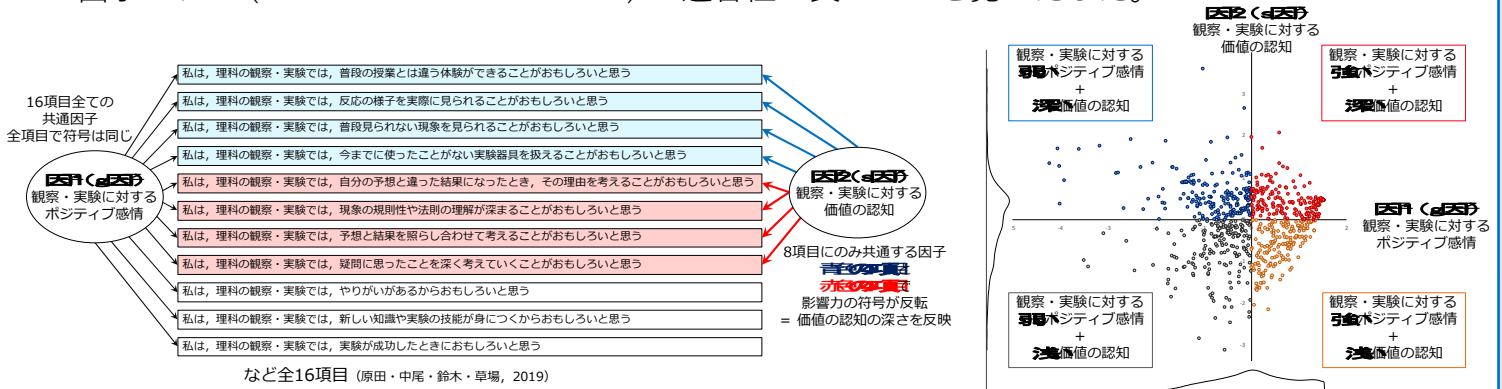 観察・実験に対する
価値の認知
私は，理科の観察・実験では，普段の授業とは違う体験ができることがおもしろいと思う
私は，理科の観察・実験では，反応の様子を実際に見られることがおもしろいと思う
私は，理科の観察・実験では，普段見られない現象を見られることがおもしろいと思う
私は，理科の観察・実験では，今までに使ったことがない実験器具を扱えることがおもしろいと思う
私は，理科の観察・実験では，自分の予想と違った結果になったとき，その理由を考えることがおもしろいと思う
私は，理科の観察・実験では，現象の規則性や法則の理解が深まることがおもしろいと思う
私は，理科の観察・実験では，予想と結果を照らし合わせて考えることがおもしろいと思う
私は，理科の観察・実験では，疑問に思ったことを深く考えていくことがおもしろいと思う
私は，理科の観察・実験では，やりがいがあるからおもしろいと思う
私は，理科の観察・実験では，新しい知識や実験の技能が身につくからおもしろいと思う
私は，理科の観察・実験では，実験が成功したときにおもしろいと思う
など全16項目（原田・中尾・鈴木・草場，2019）
16項目全ての
共通因子
全項目で符号は同じ
因子1（g因子）
観察・実験に対する
ポジティブ感情
因子2（s因子）
観察・実験に対する
価値の認知
8項目にのみ共通する因子
影響力の符号が反転
= 価値の認知の深さを反映
因子2（s因子）
観察・実験に対する
ポジティブ感情
+
価値の認知
観察・実験に対する
ポジティブ感情
+
価値の認知
因子1（g因子）
観察・実験に対する
ポジティブ感情
観察・実験に対する
ポジティブ感情
+
価値の認知
観察・実験に対する
ポジティブ感情
+
価値の認知